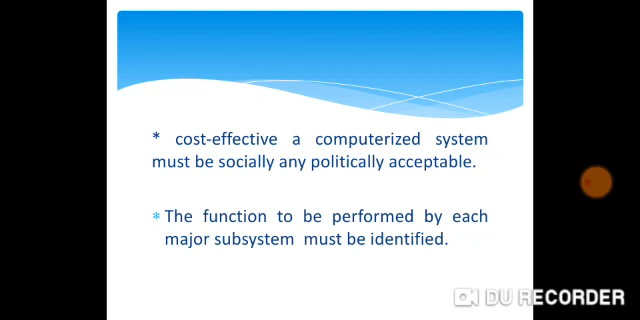 * cost-effective a computerized system
must be socially any politically acceptable.
* The function to be performed by each
major subsystem must be identified.
DU RECORDER